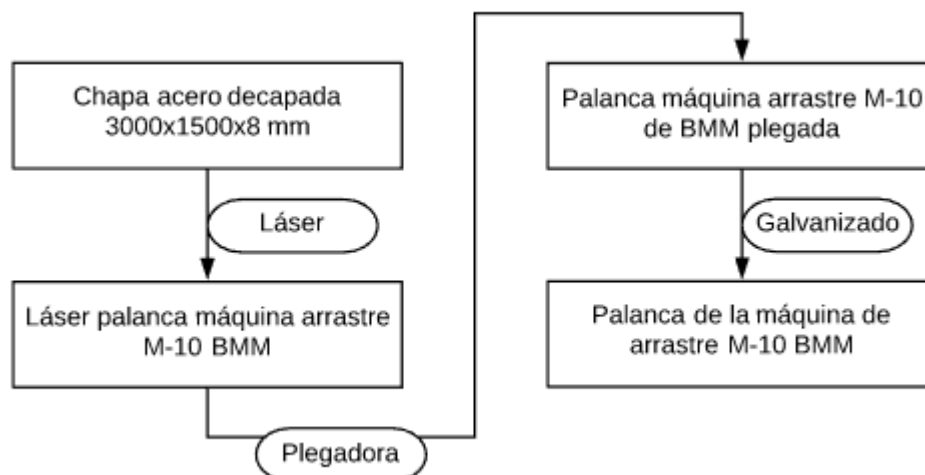 Chapa acero decapada
3000x1500x8 mm
Láser
Láser palanca máquina arrastre
M-10 BMM
Plegadora
Palanca máquina arrastre M-10
de BMM plegada
Galvanizado
Palanca de la máquina de
arrastre M-10 BMM